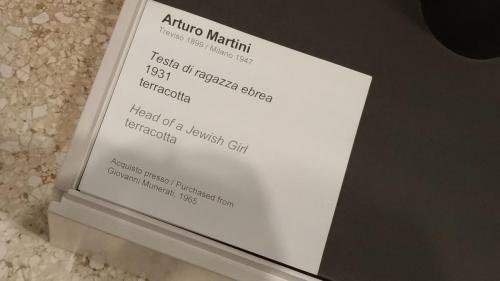 Arturo Martini
Treviso 1899 / Milano 1947
Testa di ragazza ebrea
1931
terracotta
Head of a Jewish Girl
terracotta
Acquisto presso / Purchased from
Giovanni Munerati, 1965